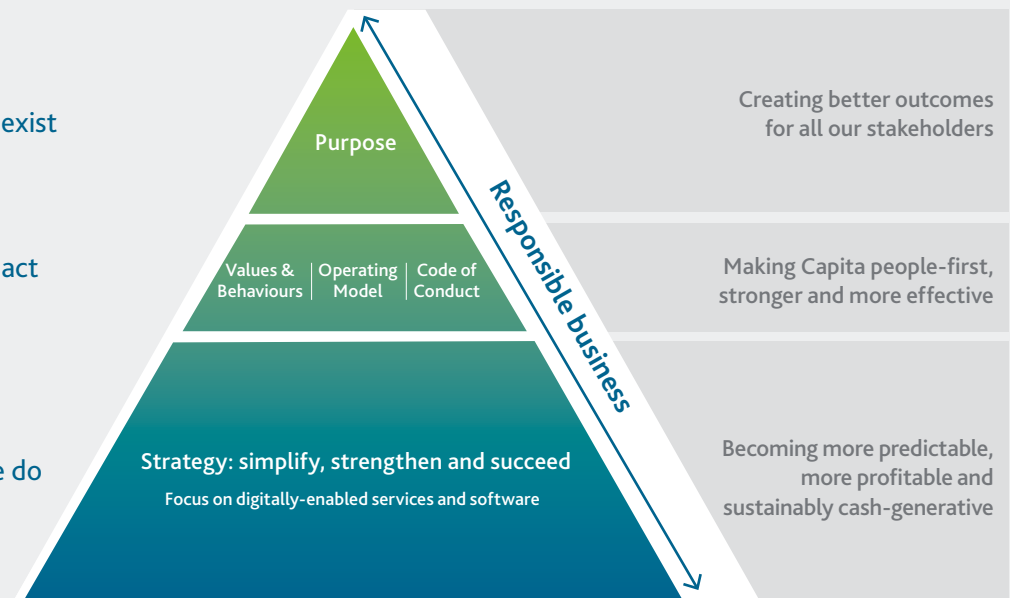 exist
Purpose
Creating better outcomes
for all our stakeholders
Responsible business
act
Values &
Behaviours
Operating
Model
Code of
Conduct
Making Capita people-first,
stronger and more effective
do
Strategy: simplify, strengthen and succeed
Focus on digitally-enabled services and software
Becoming more predictable,
more profitable and
sustainably cash-generative